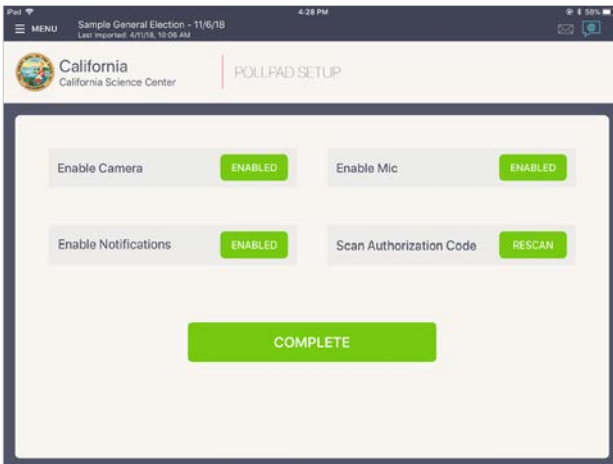 iPad
4:28 PM
58%
MENU
Sample General Election - 11/6/18
Last Imported: 4/11/18, 10:06 AM
California
California Science Center
POLLPAD SETUP
Enable Camera ENABLED
Enable Mic ENABLED
Enable Notifications ENABLED
Scan Authorization Code RESCAN
COMPLETE